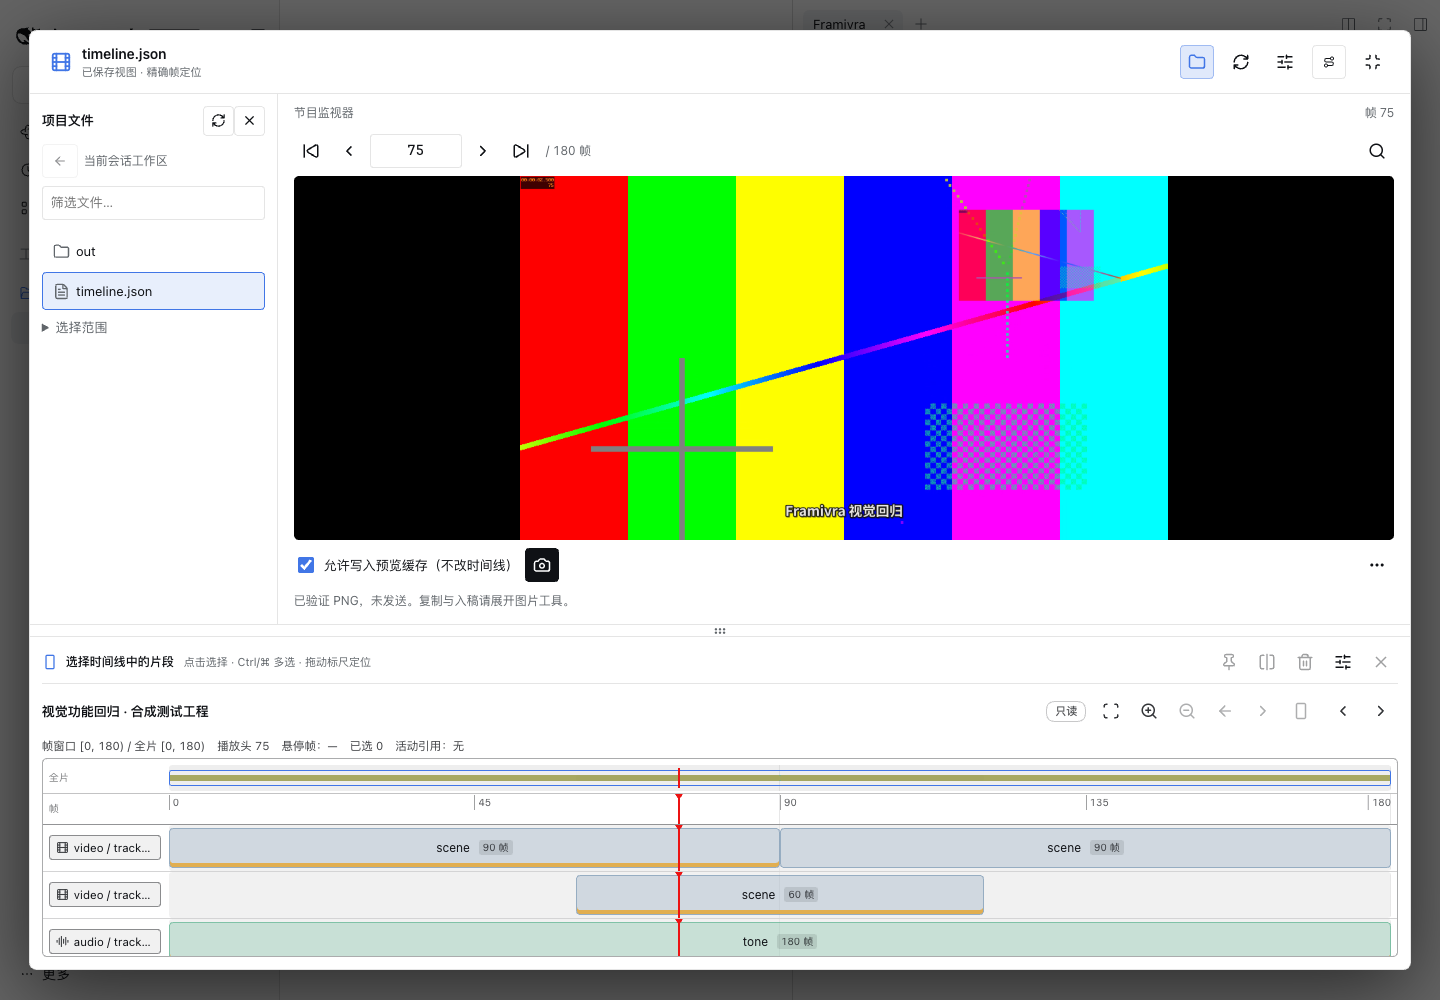 Framivra
timeline.json
已保存视图 · 精确帧定位
项目文件
当前会话工作区
筛选文件...
out
timeline.json
选择范围
节目监视器
帧 75
75
/ 180 帧
75
Framivra 视觉回归
允许写入预览缓存（不改时间线）
已验证 PNG，未发送。复制与入稿请展开图片工具。
选择时间线中的片段
点击选择 · Ctrl/⌘ 多选 · 拖动标尺定位
视觉功能回归 · 合成测试工程
只读
帧窗口 [0, 180) / 全片 [0, 180) 播放头 75 悬停帧：— 已选 0 活动引用：无
全片
帧
0
45
90
135
180
video / track...
scene 90 帧
scene 90 帧
video / track...
scene 60 帧
audio / track...
tone 180 帧
更多